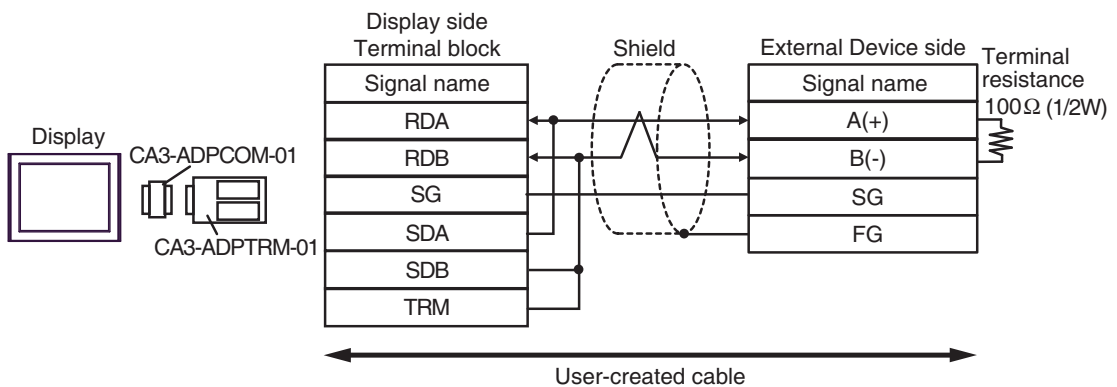 Display
CA3-ADPCOM-01
CA3-ADPTRM-01
Display side
Terminal block
Signal name
RDA
RDB
SG
SDA
SDB
TRM
Shield
External Device side
Signal name
A(+)
B(-)
SG
FG
Terminal
resistance
100Ω (1/2W)
User-created cable